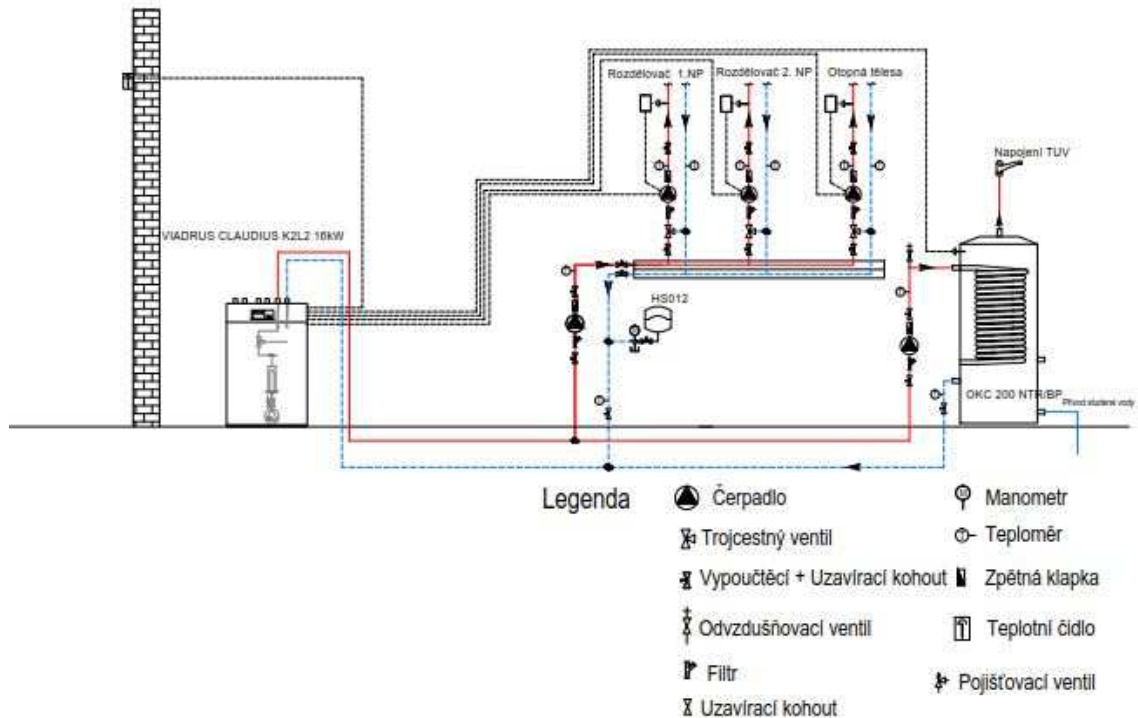 Rozdělovač 1.NP
Rozdělovač 2. NP
Otopná tělesa
Napojení TUV
VIADRUS CLAUDIUS K2L2 16kW
HS012
OKC 200 NTR/BP
Přívod studené vody
Legenda
Čerpadlo
Manometr
Trojcestný ventil
Teploměr
Vypoučtěcí + Uzavírací kohout
Zpětná klapka
Odvzdušňovací ventil
Teplotní čidlo
Filtr
Pojišťovací ventil
Uzavírací kohout